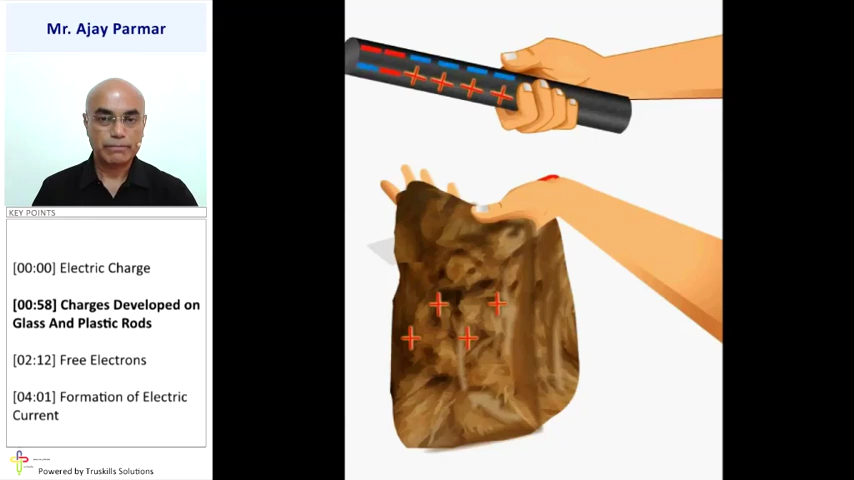 Mr. Ajay Parmar
KEY POINTS
[00:00] Electric Charge
[00:58] Charges Developed on
Glass And Plastic Rods
[02:12] Free Electrons
[04:01] Formation of Electric
Current
Powered by Truskills Solutions